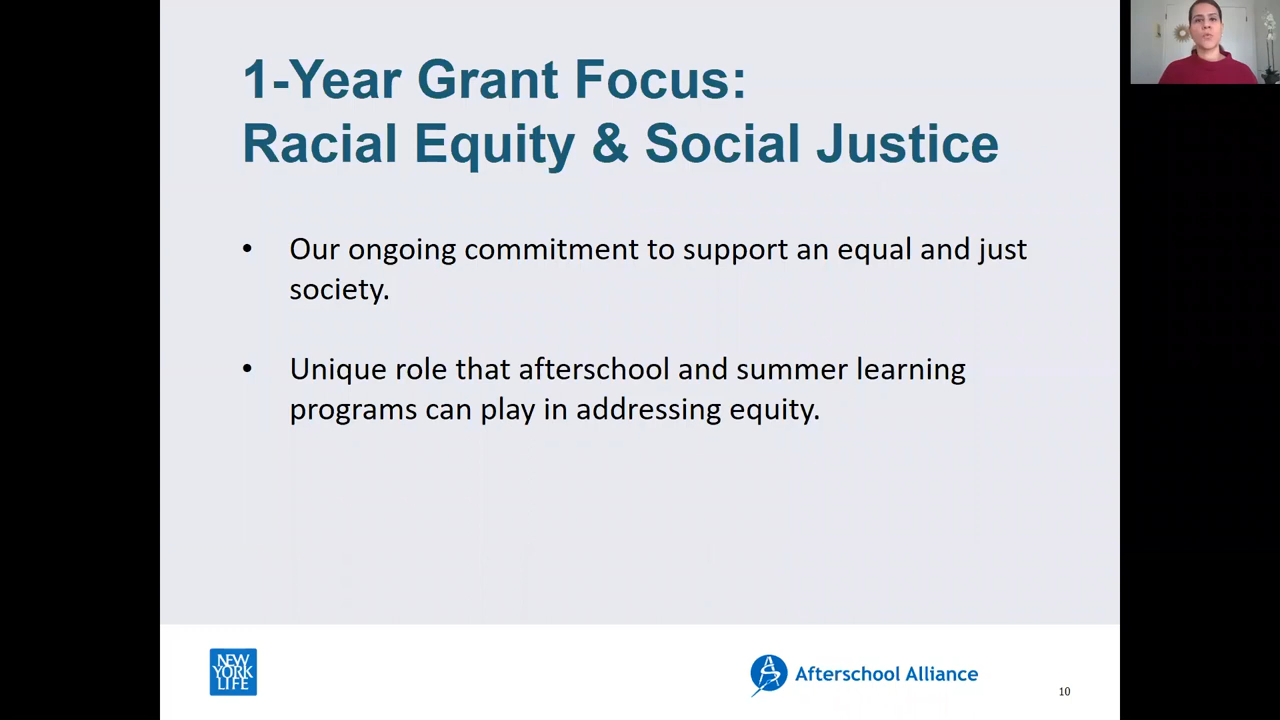 1-Year Grant Focus:
Racial Equity & Social Justice
• Our ongoing commitment to support an equal and just
society.
• Unique role that afterschool and summer learning
programs can play in addressing equity.
NEW
YORK
LIFE
Afterschool Alliance
10